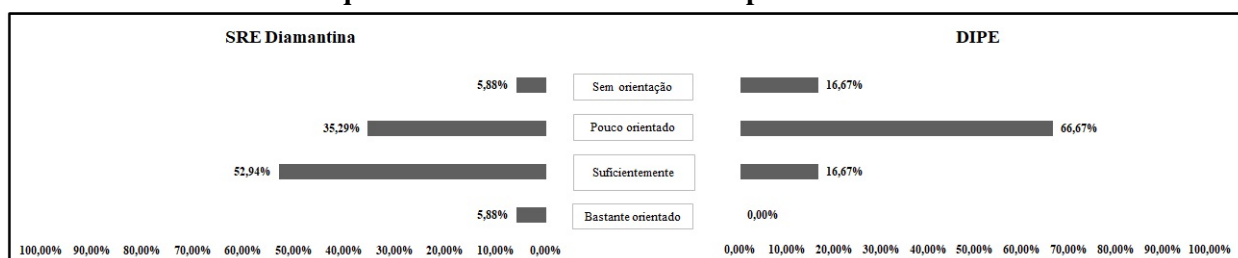 SRE Diamantina DIPE
5,88% Sem orientação 16,67%
35,29% Pouco orientado 66,67%
52,94% Suficientemente 16,67%
5,88% Bastante orientado 0,00%
100,00% 90,00% 80,00% 70,00% 60,00% 50,00% 40,00% 30,00% 20,00% 10,00% 0,00% 0,00% 10,00% 20,00% 30,00% 40,00% 50,00% 60,00% 70,00% 80,00% 90,00% 100,00%